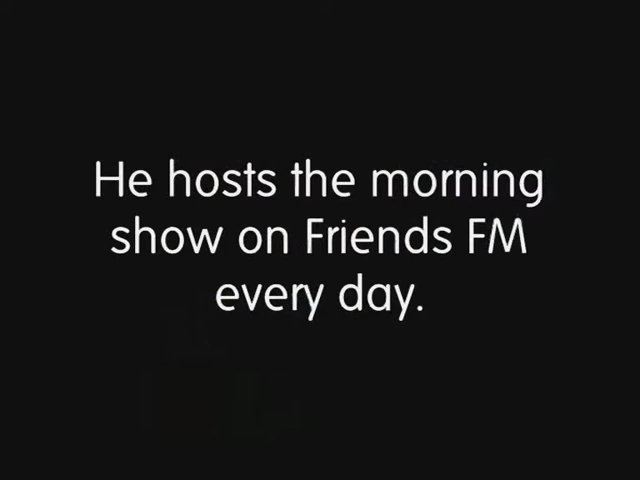 He hosts the morning
show on Friends FM
every day.